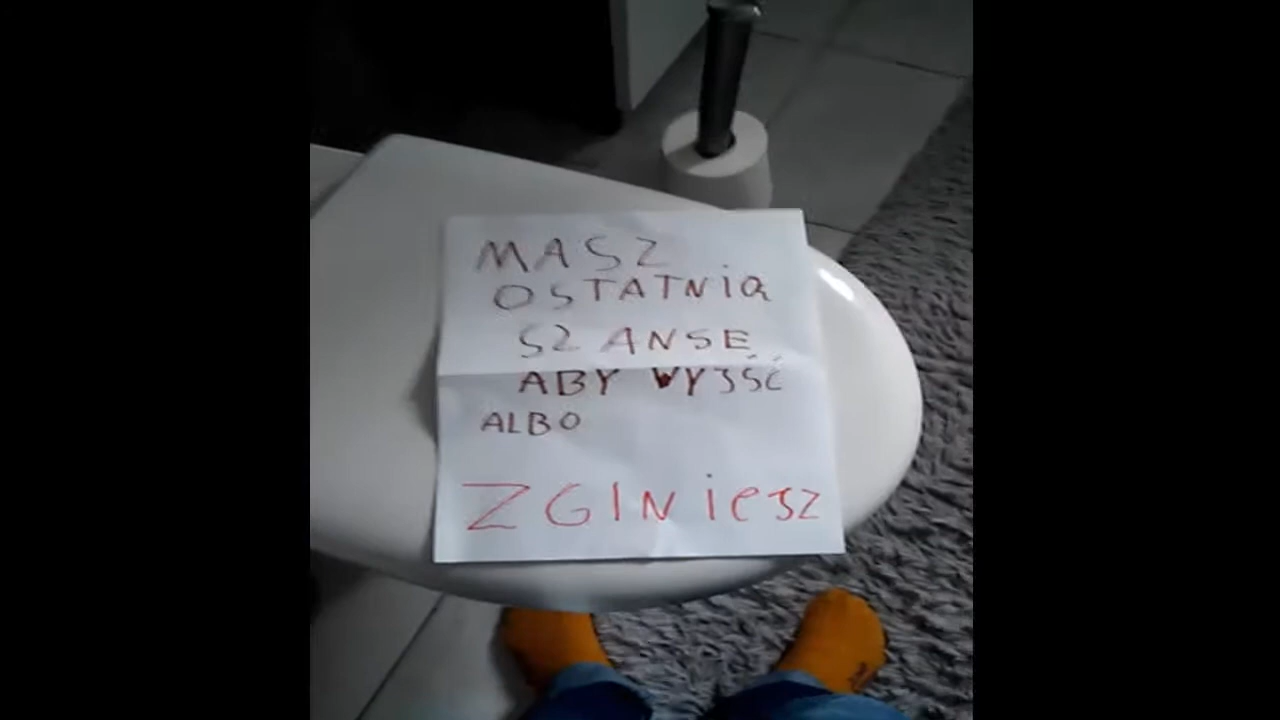 MASZ
OSTATNIĄ
SZANSE
ABY WYJŚĆ
ALBO
ZGINIESZ